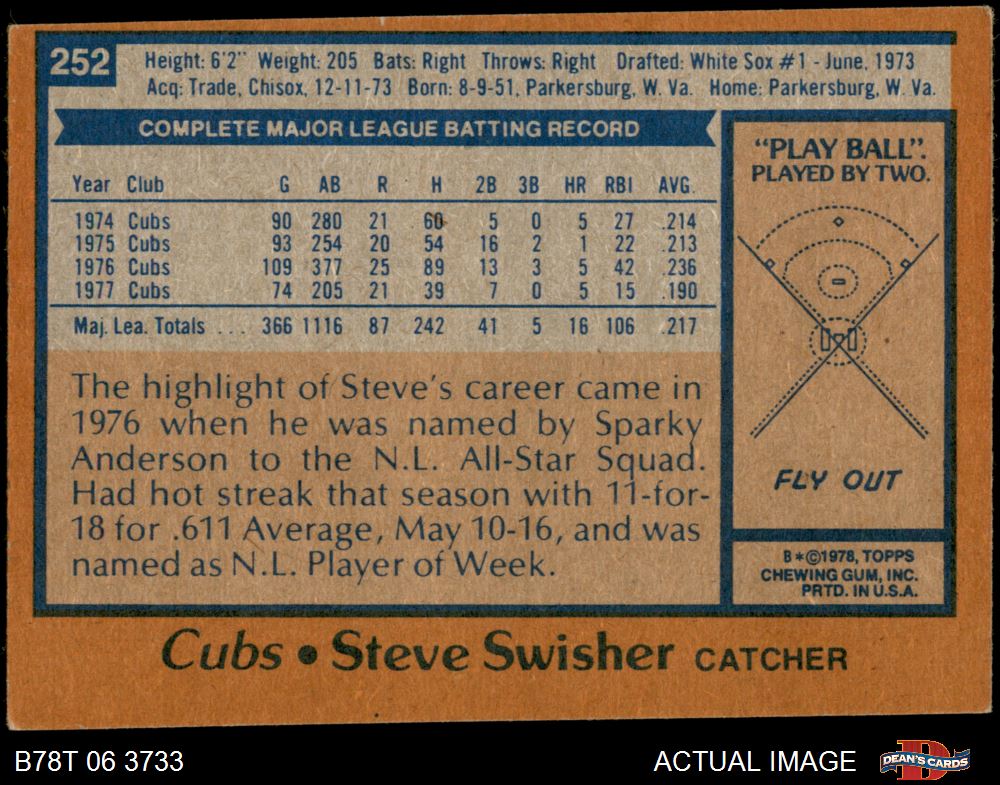 252
Height: 6'2" Weight: 205 Bats: Right Throws: Right Drafted: White Sox #1 - June, 1973
Acq: Trade, Chisox, 12-11-73 Born: 8-9-51, Parkersburg, W. Va. Home: Parkersburg, W. Va.
COMPLETE MAJOR LEAGUE BATTING RECORD
Year Club G AB R H 2B 3B HR RBI AVG.
1974 Cubs 90 280 21 60 5 0 5 27 .214
1975 Cubs 93 254 20 54 16 2 1 22 .213
1976 Cubs 109 377 25 89 13 3 5 42 .236
1977 Cubs 74 205 21 39 7 0 5 15 .190
Maj. Lea. Totals ... 366 1116 87 242 41 5 16 106 .217
The highlight of Steve's career came in
1976 when he was named by Sparky
Anderson to the N.L. All-Star Squad.
Had hot streak that season with 11-for-
18 for .611 Average, May 10-16, and was
named as N.L. Player of Week.
"PLAY BALL".
PLAYED BY TWO.
FLY OUT
B*©1978, TOPPS
CHEWING GUM, INC.
PRTD. IN U.S.A.
Cubs • Steve Swisher CATCHER
B78T 06 3733
ACTUAL IMAGE
D
DEAN'S CARDS